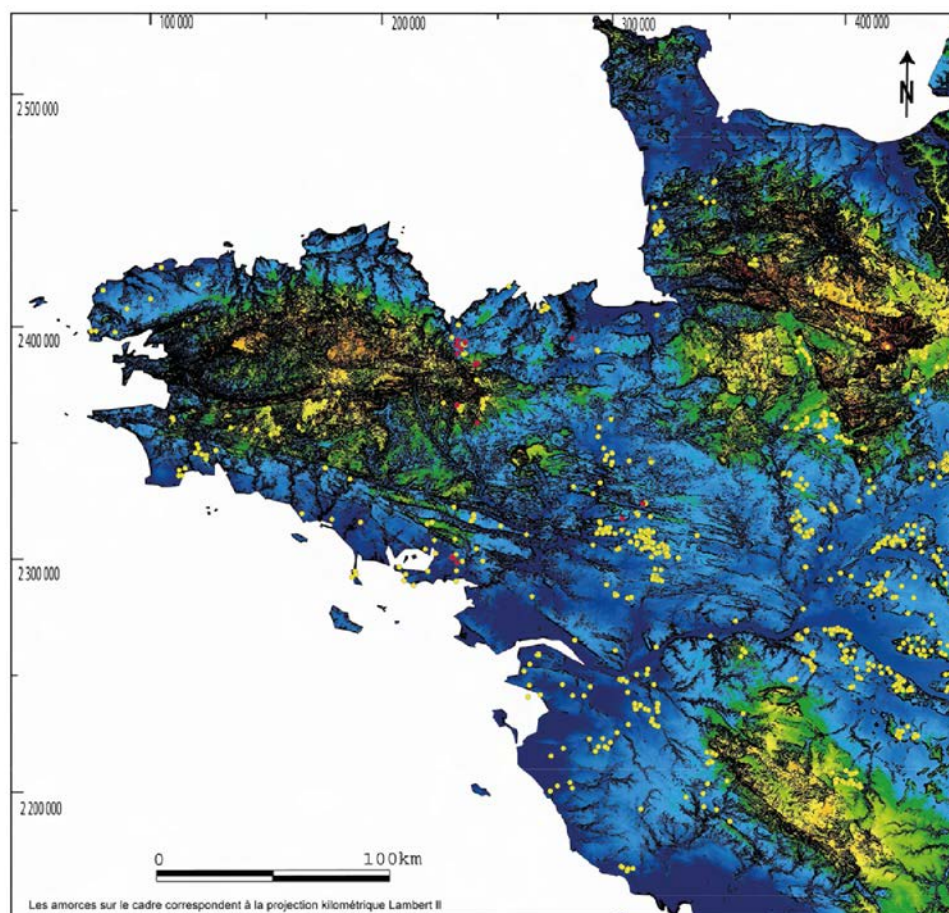 100 000 200 000 300 000 400 000
N
2 500 000
2 400 000
2 300 000
2 200 000
0 100km
Les amorces sur le cadre correspondent à la projection kilométrique Lambert II